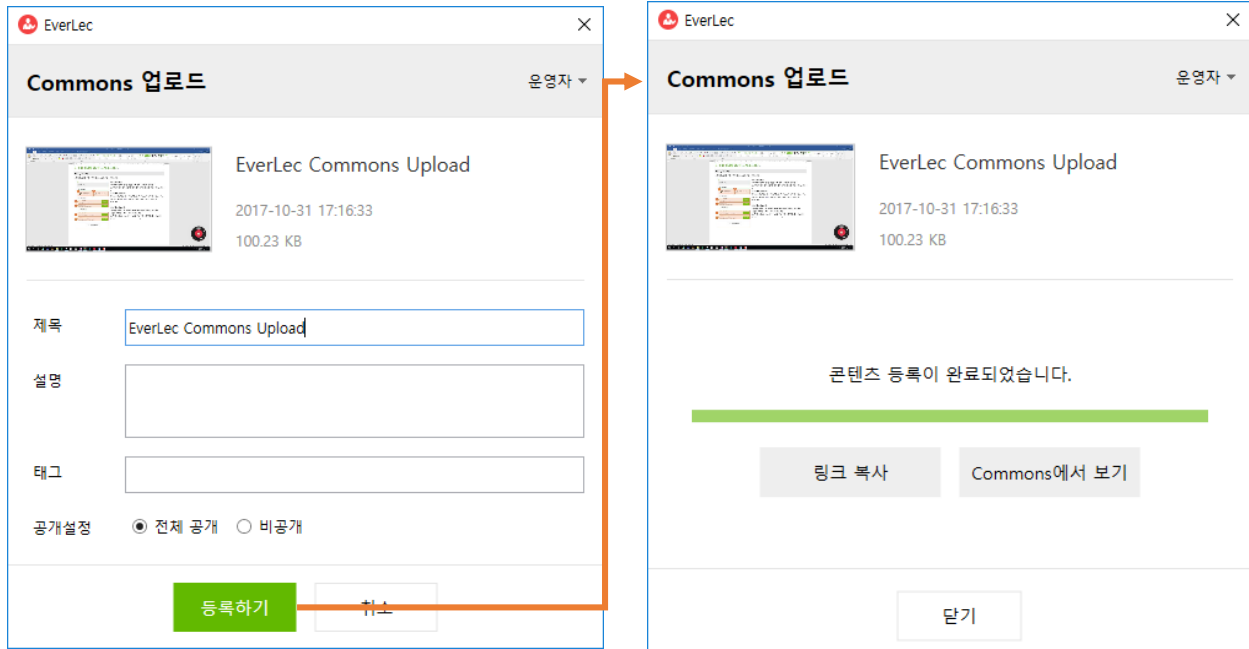 EverLec
Commons 업로드
운영자
EverLec Commons Upload
2017-10-31 17:16:33
100.23 KB
제목
EverLec Commons Upload
설명
태그
공개설정
전체 공개
비공개
등록하기
취소
EverLec
Commons 업로드
운영자
EverLec Commons Upload
2017-10-31 17:16:33
100.23 KB
콘텐츠 등록이 완료되었습니다.
링크 복사
Commons에서 보기
닫기